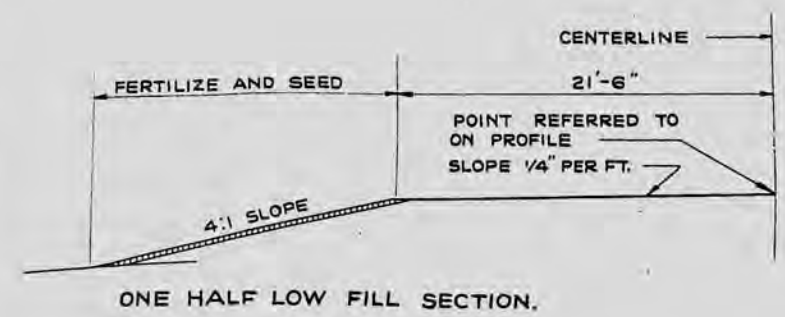 CENTERLINE
FERTILIZE AND SEED
21'-6"
POINT REFERRED TO
ON PROFILE
SLOPE 1/4" PER FT.
4:1 SLOPE
ONE HALF LOW FILL SECTION.